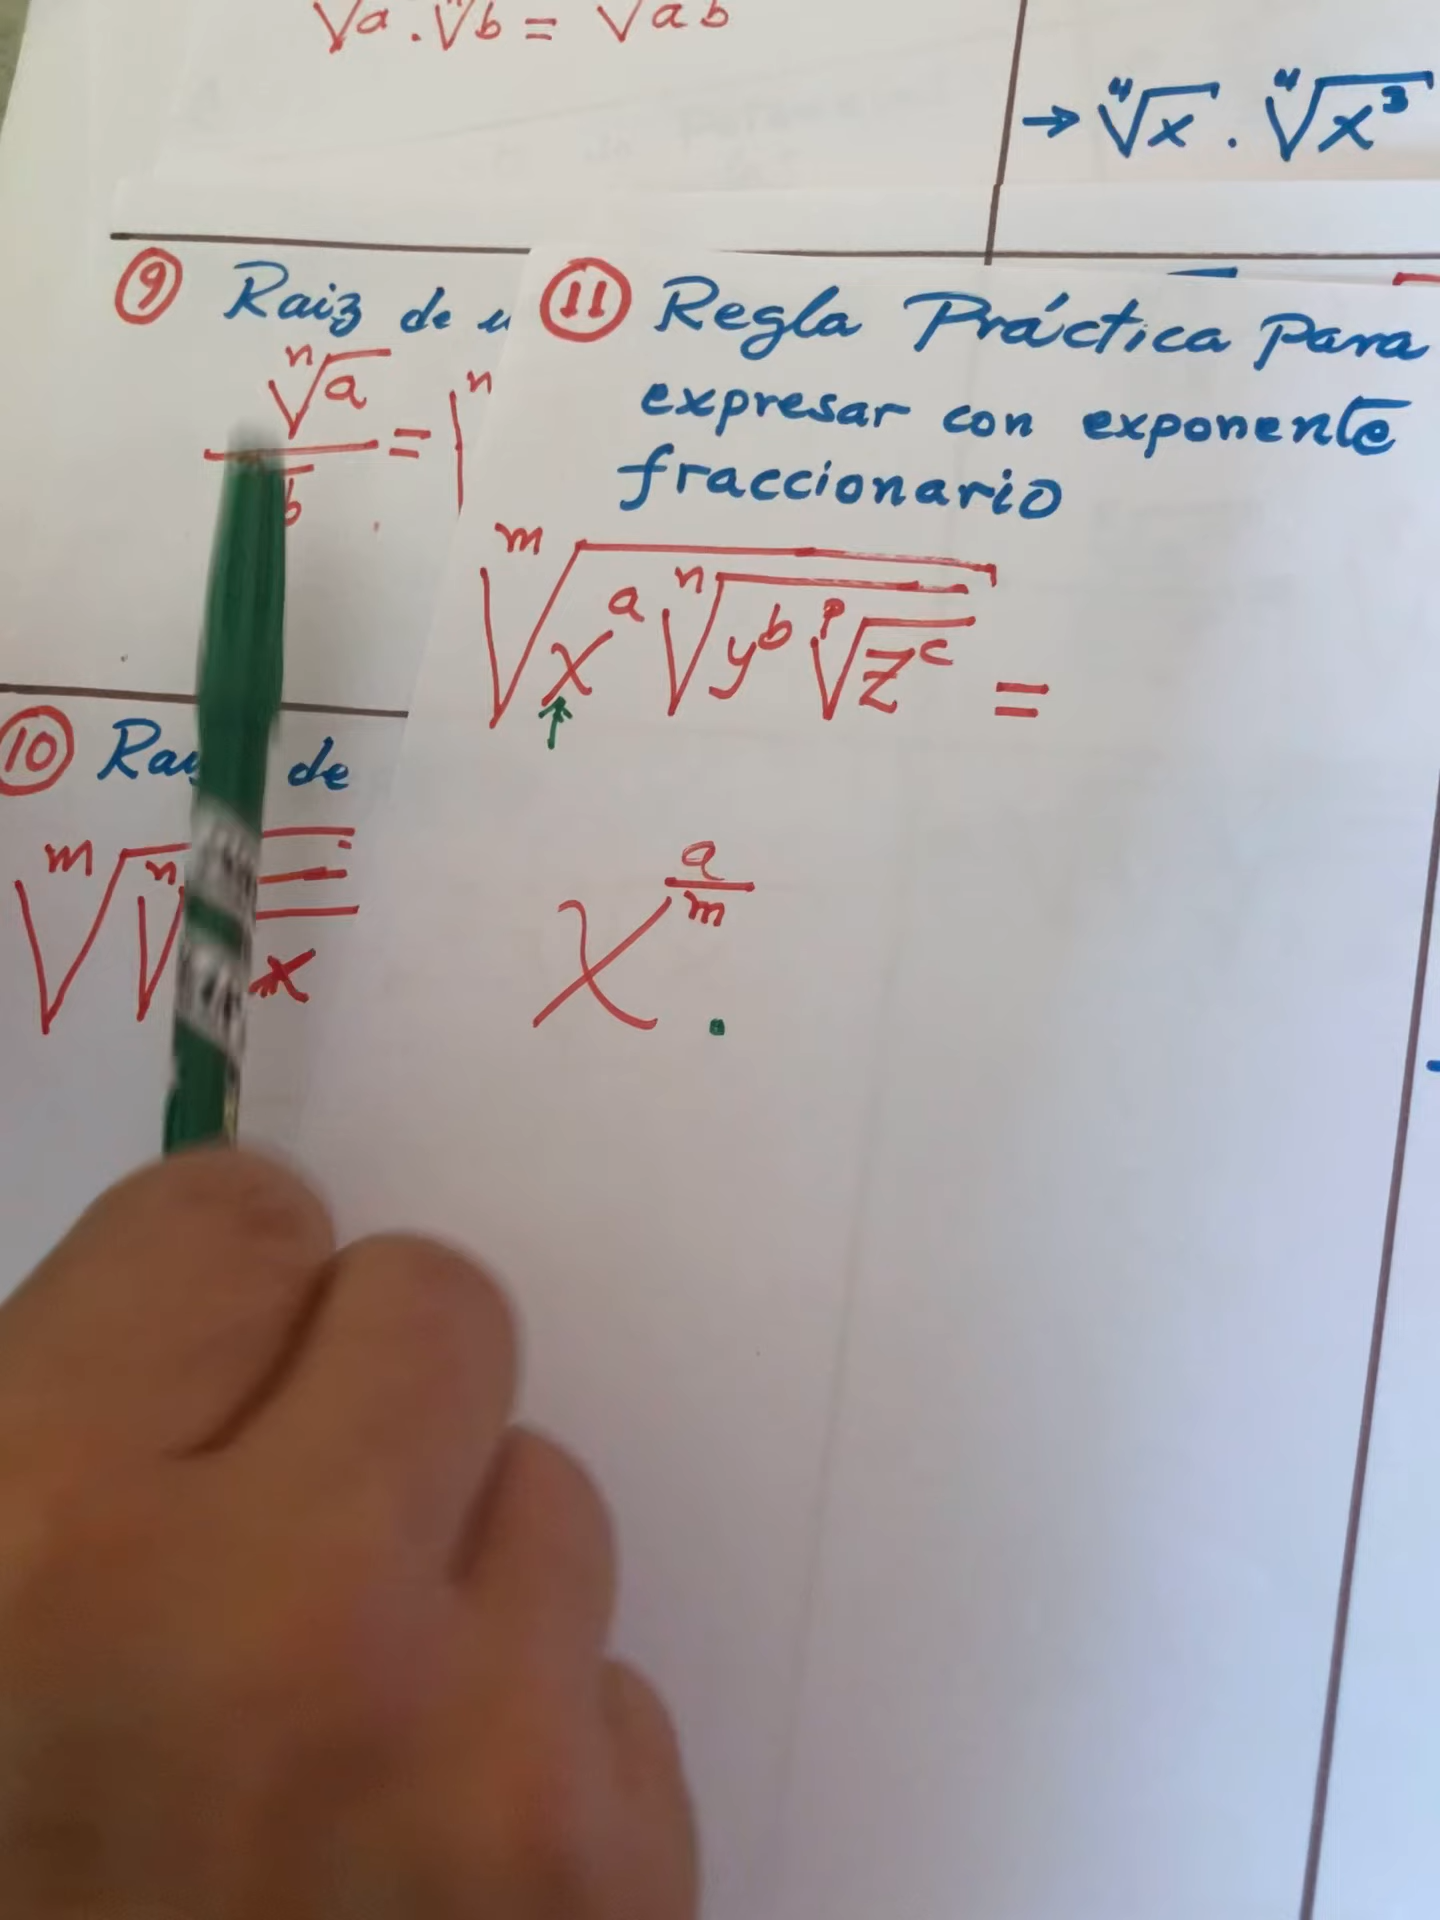 √a . ⁿ√b = √ab
→ ⁴√x . ⁴√x³
⑨ Raiz de
ⁿ√a / b = n
⑪ Regla Práctica Para
expresar con exponente
fraccionario
ᵐ√xᵃ ⁿ√yᵇ ᵖ√zᶜ =
↑
⑩ de
ᵐ√ⁿ√ x
x^(a/m) .